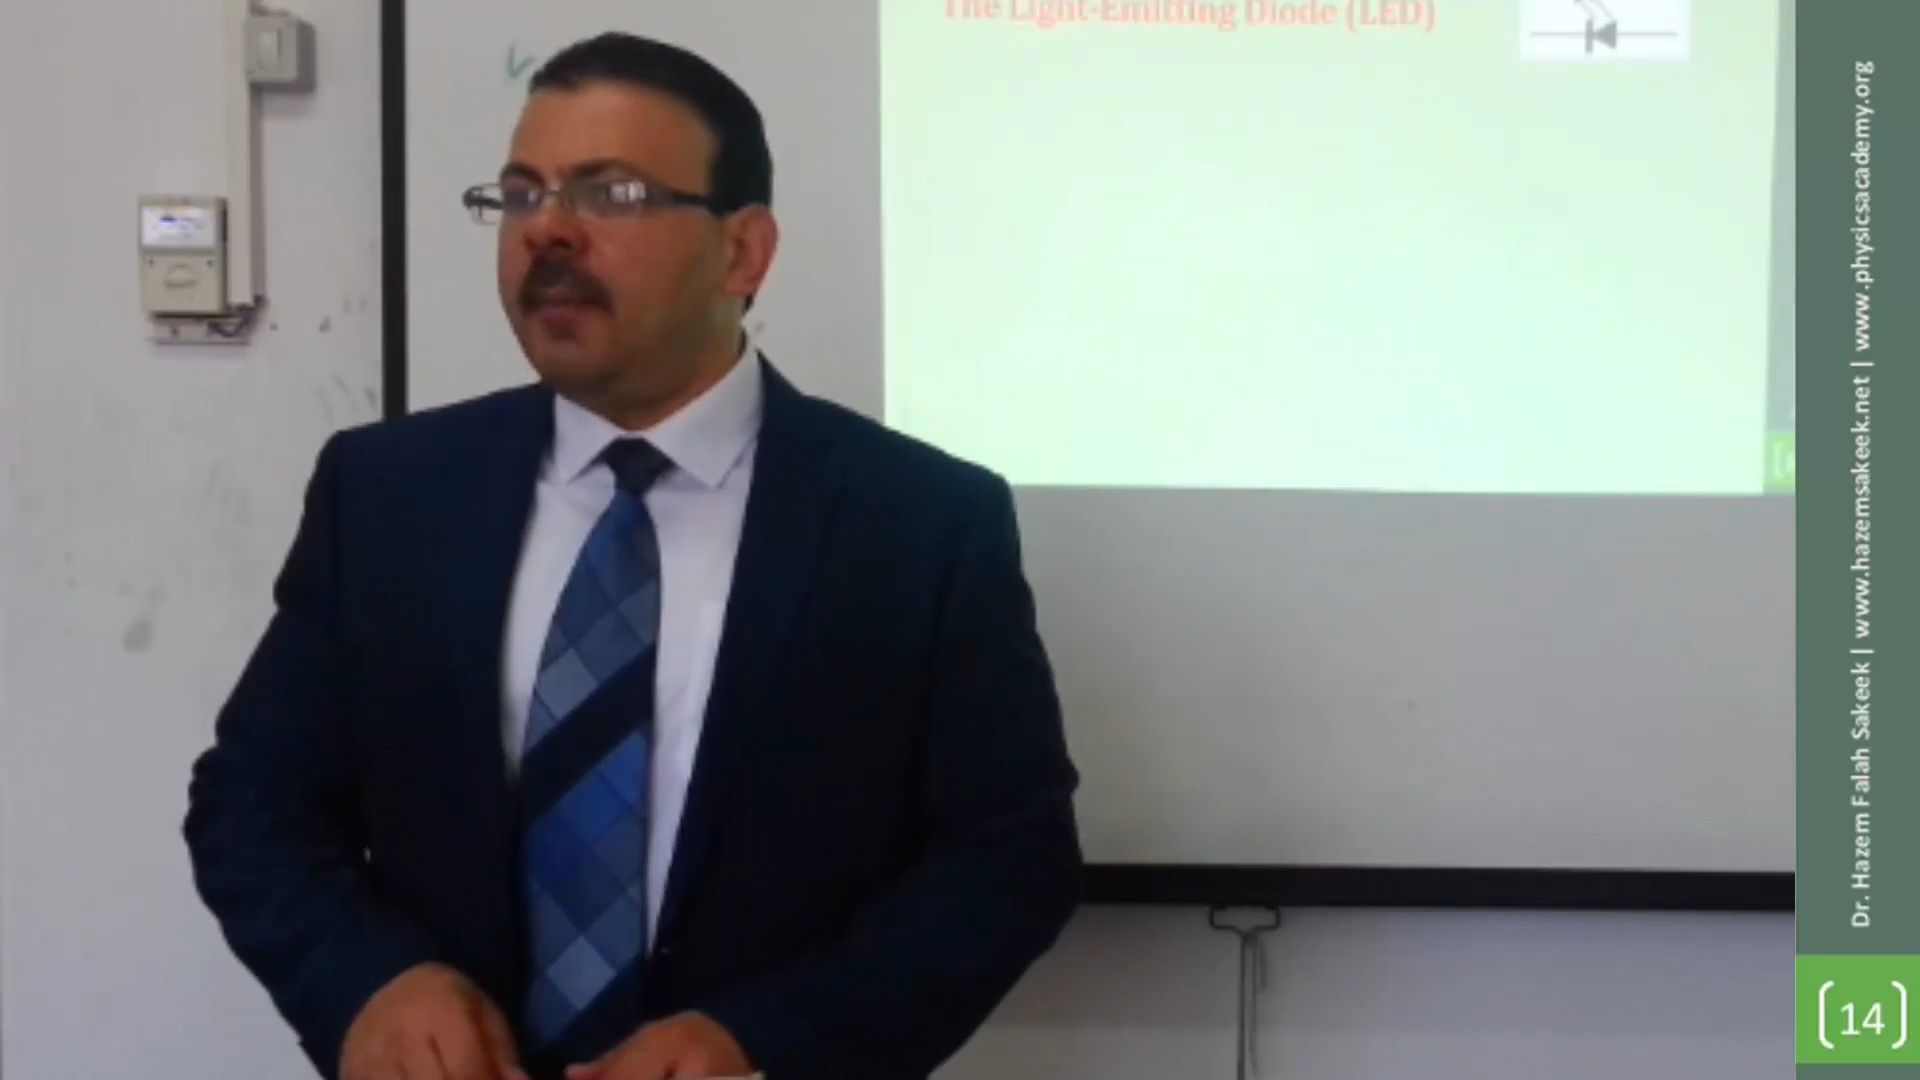 The Light-Emitting Diode (LED)
Dr. Hazem Falah Sakeek | www.hazemsakeek.net | www.physicsacademy.org
[14]